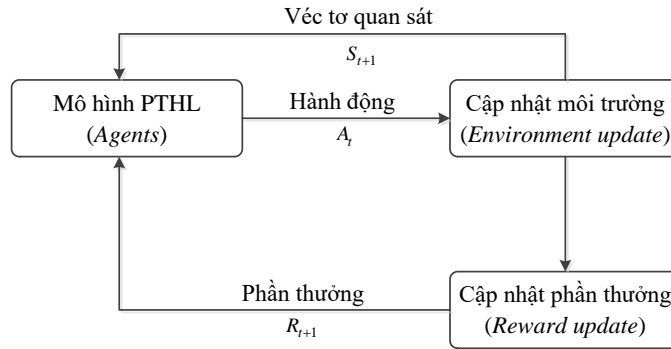 Véc tơ quan sát
S_{t+1}
Mô hình PTHL
(Agents)
Hành động
A_t
Cập nhật môi trường
(Environment update)
Phần thưởng
R_{t+1}
Cập nhật phần thưởng
(Reward update)